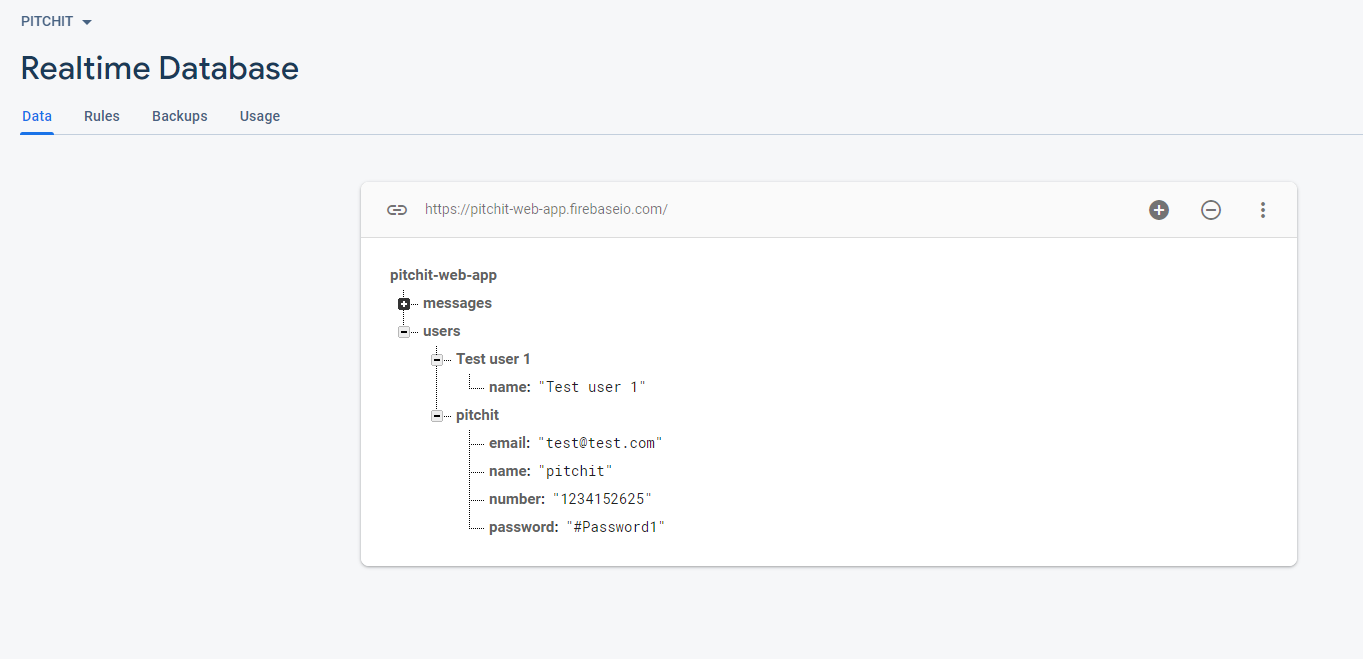 PITCHIT
Realtime Database
Data Rules Backups Usage
https://pitchit-web-app.firebaseio.com/
pitchit-web-app
messages
users
Test user 1
name: "Test user 1"
pitchit
email: "test@test.com"
name: "pitchit"
number: "1234152625"
password: "#Password1"